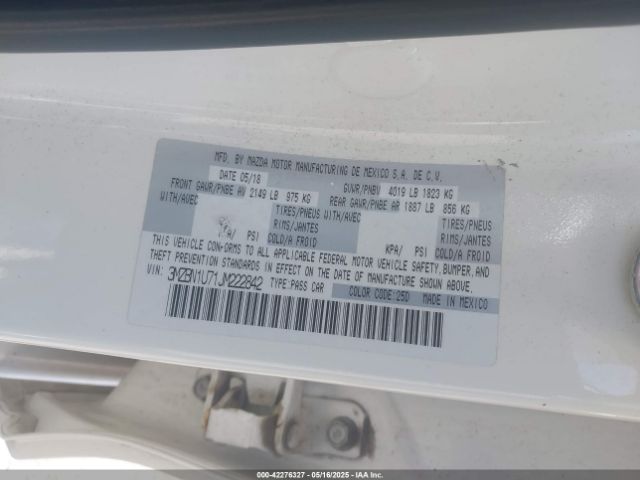 MFD. BY MAZDA MOTOR MANUFACTURING DE MEXICO S.A. DE C.V.
DATE 05/18 GVWR/PNBV 4019 LB 1823 KG
FRONT GAWR/PNBE AV 2149 LB 975 KG REAR GAWR/PNBE AR 1887 LB 856 KG
WITH/AVEC TIRES/PNEUS WITH/AVEC TIRES/PNEUS
RIMS/JANTES RIMS/JANTES
KPA/ PSI COLD/A FROID KPA/ PSI COLD/A FROID
THIS VEHICLE CONFORMS TO ALL APPLICABLE FEDERAL MOTOR VEHICLE SAFETY, BUMPER, AND
THEFT PREVENTION STANDARDS IN EFFECT ON THE DATE OF MANUFACTURE SHOWN ABOVE.
VIN: 3MZBN1U71JM222842 TYPE:PASS CAR
COLOR CODE:25D MADE IN MEXICO
000-42276327 - 05/16/2025 - IAAI.COM